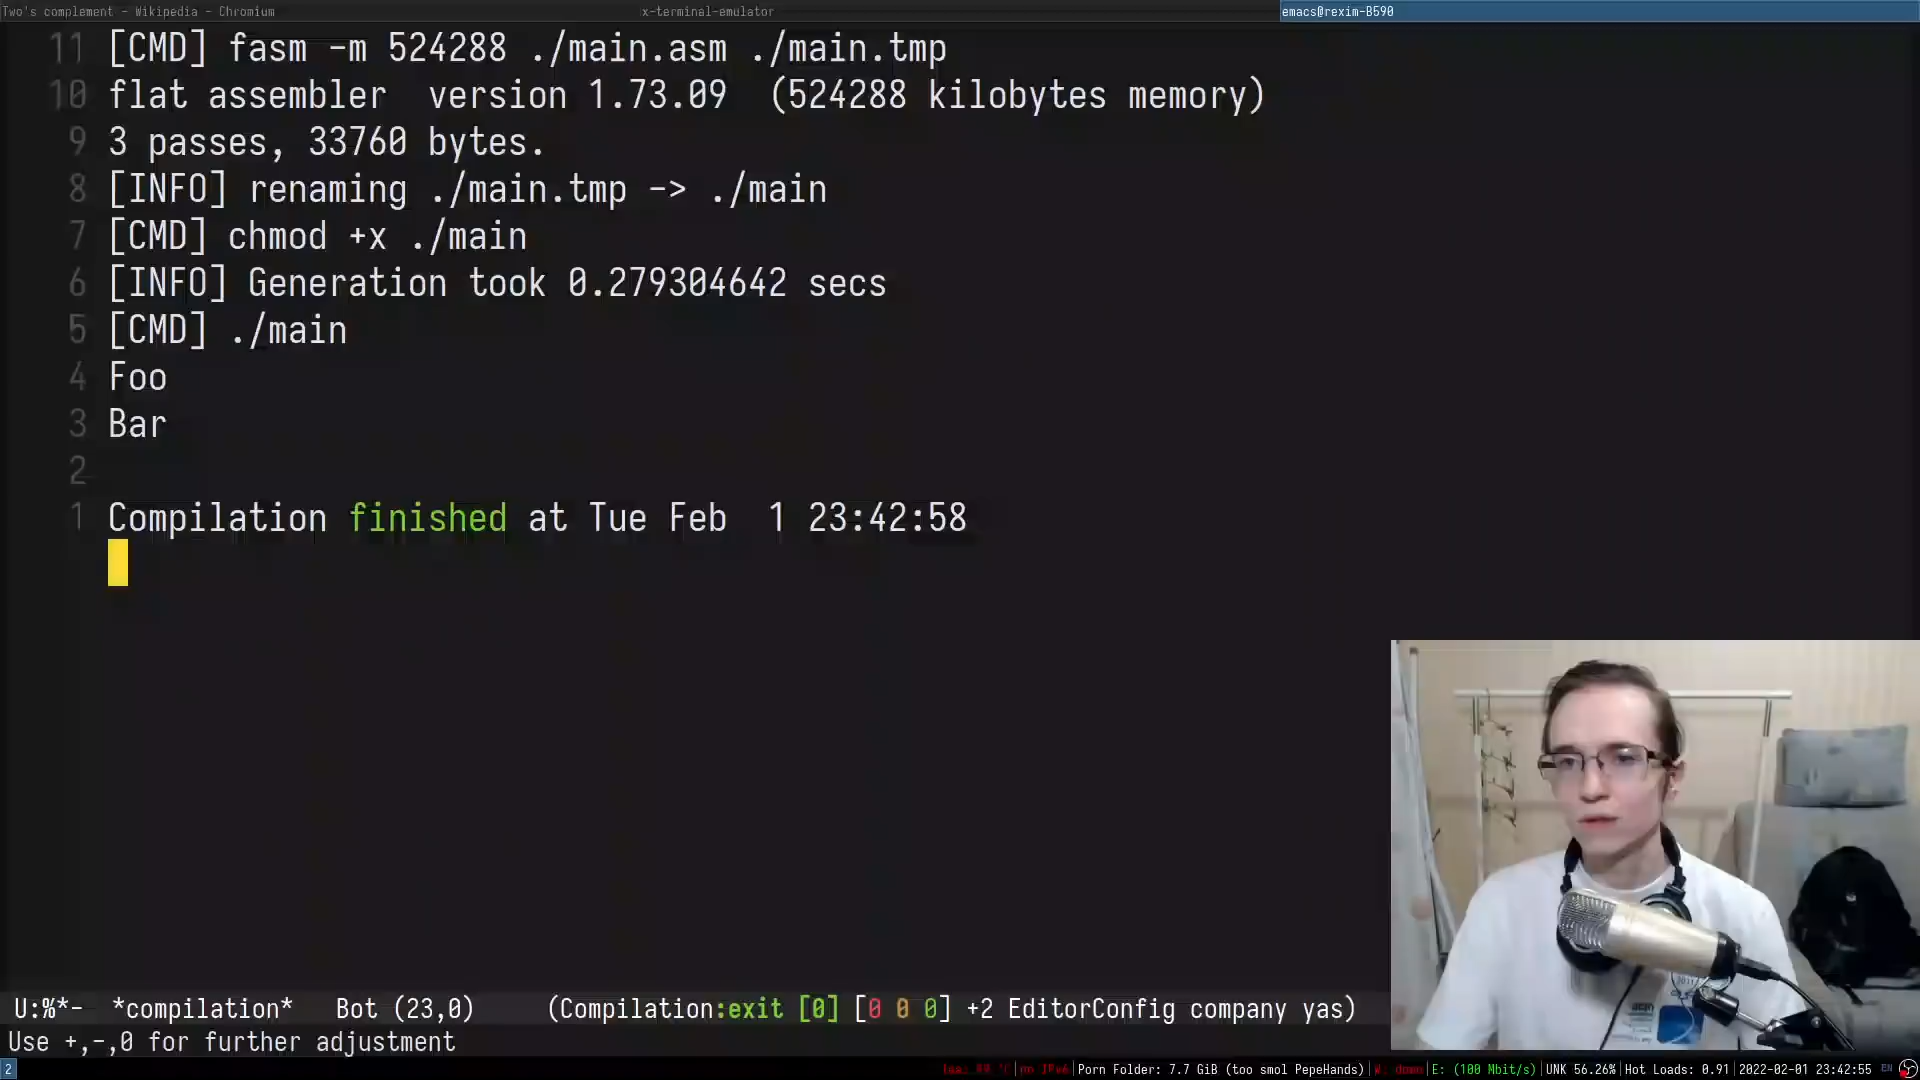 Two's complement - Wikipedia - Chromium
x-terminal-emulator
emacs@rexim-B590
11 [CMD] fasm -m 524288 ./main.asm ./main.tmp
10 flat assembler  version 1.73.09  (524288 kilobytes memory)
9 3 passes, 33760 bytes.
8 [INFO] renaming ./main.tmp -> ./main
7 [CMD] chmod +x ./main
6 [INFO] Generation took 0.279304642 secs
5 [CMD] ./main
4 Foo
3 Bar
2
1 Compilation finished at Tue Feb  1 23:42:58
U:%*-  *compilation*   Bot (23,0)   (Compilation:exit [0] [0 0 0] +2 EditorConfig company yas)
Use +,-,0 for further adjustment
2 no IPv6|Porn Folder: 7.7 GiB (too smol PepeHands)|W: down|E: (100 Mbit/s)|UNK 56.26%|Hot Loads: 0.91|2022-02-01 23:42:55 EN